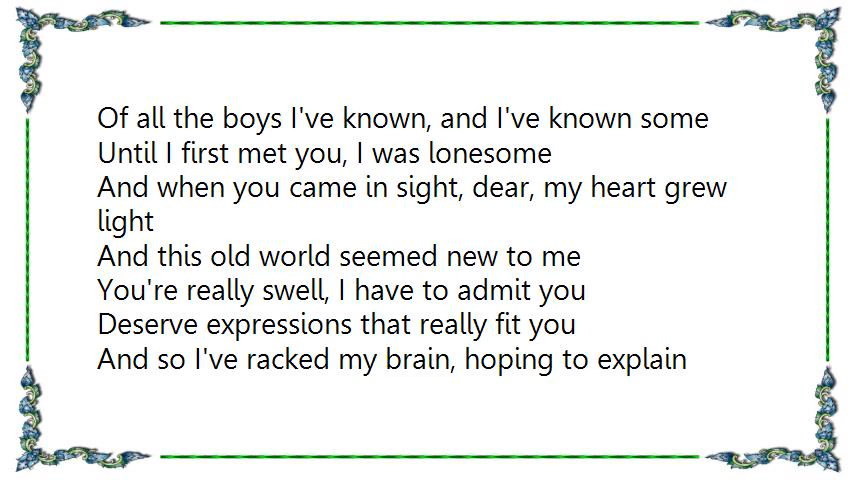 Of all the boys I've known, and I've known some
Until I first met you, I was lonesome
And when you came in sight, dear, my heart grew
light
And this old world seemed new to me
You're really swell, I have to admit you
Deserve expressions that really fit you
And so I've racked my brain, hoping to explain